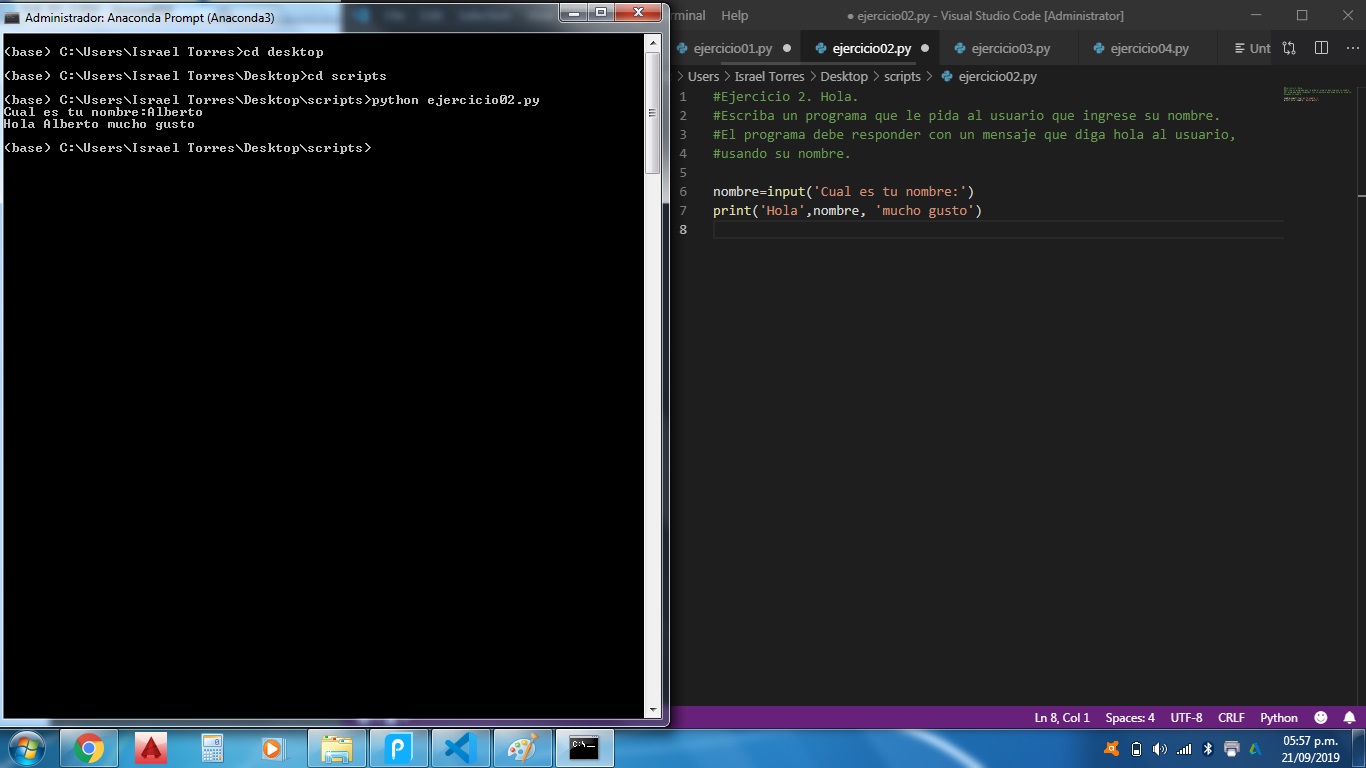 Administrador: Anaconda Prompt (Anaconda3)
(base) C:\Users\Israel Torres>cd desktop
(base) C:\Users\Israel Torres\Desktop>cd scripts
(base) C:\Users\Israel Torres\Desktop\scripts>python ejercicio02.py
Cual es tu nombre:Alberto
Hola Alberto mucho gusto
(base) C:\Users\Israel Torres\Desktop\scripts>
rminal Help ● ejercicio02.py - Visual Studio Code [Administrator]
ejercicio01.py ● ejercicio02.py ● ejercicio03.py ejercicio04.py Unt
> Users > Israel Torres > Desktop > scripts > ejercicio02.py
1 #Ejercicio 2. Hola.
2 #Escriba un programa que le pida al usuario que ingrese su nombre.
3 #El programa debe responder con un mensaje que diga hola al usuario,
4 #usando su nombre.
5
6 nombre=input('Cual es tu nombre:')
7 print('Hola',nombre, 'mucho gusto')
8
Ln 8, Col 1 Spaces: 4 UTF-8 CRLF Python
C:\_
05:57 p.m.
21/09/2019